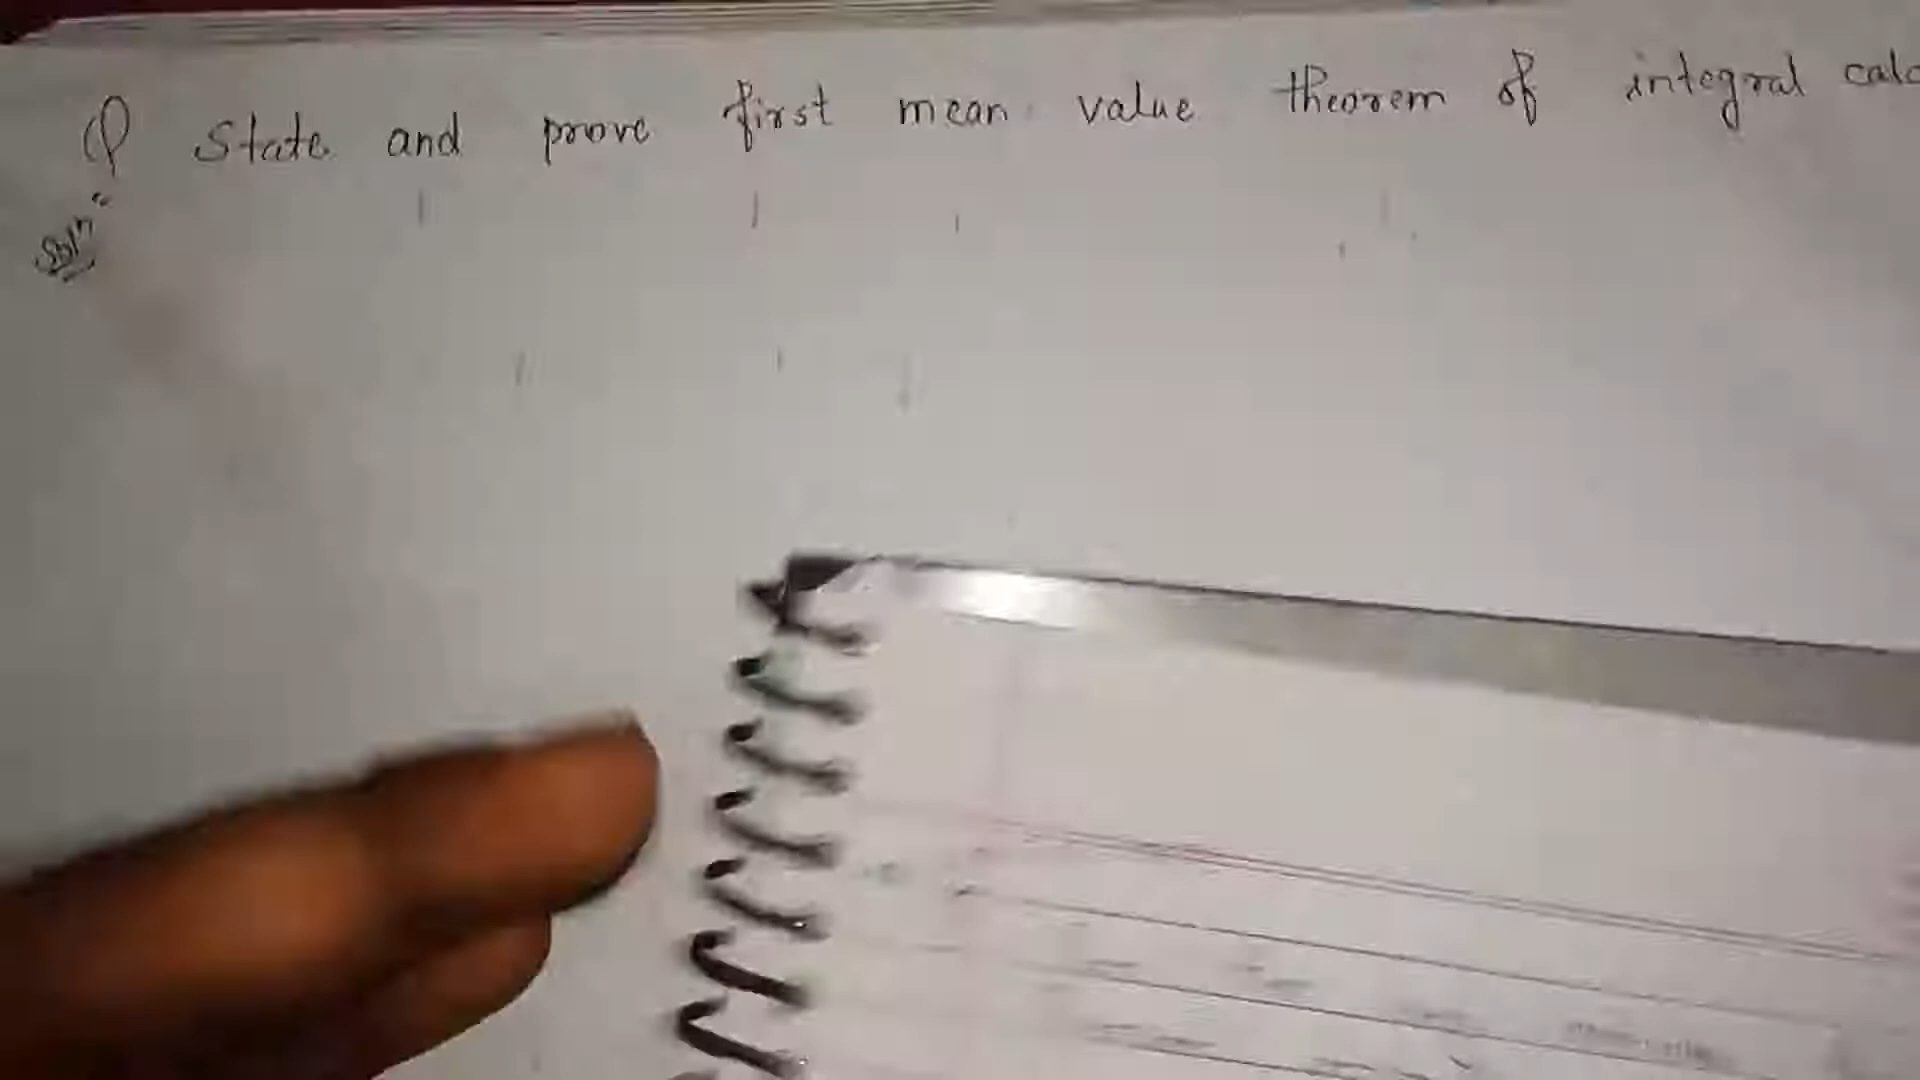 Q State and prove first mean value theorem of integral calc
Solⁿ